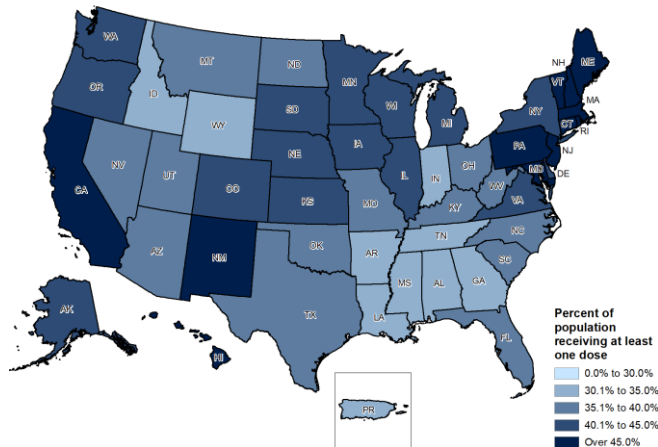 WA
MT
ND
MN
OR
ID
WY
SD
WI
MI
NH
VT
ME
MA
NY
CT
RI
NV
UT
CO
NE
IA
IL
IN
OH
PA
NJ
MD
DE
CA
KS
MO
KY
WV
VA
AZ
NM
OK
AR
TN
NC
SC
TX
LA
MS
AL
GA
FL
AK
HI
PR
Percent of
population
receiving at least
one dose
0.0% to 30.0%
30.1% to 35.0%
35.1% to 40.0%
40.1% to 45.0%
Over 45.0%